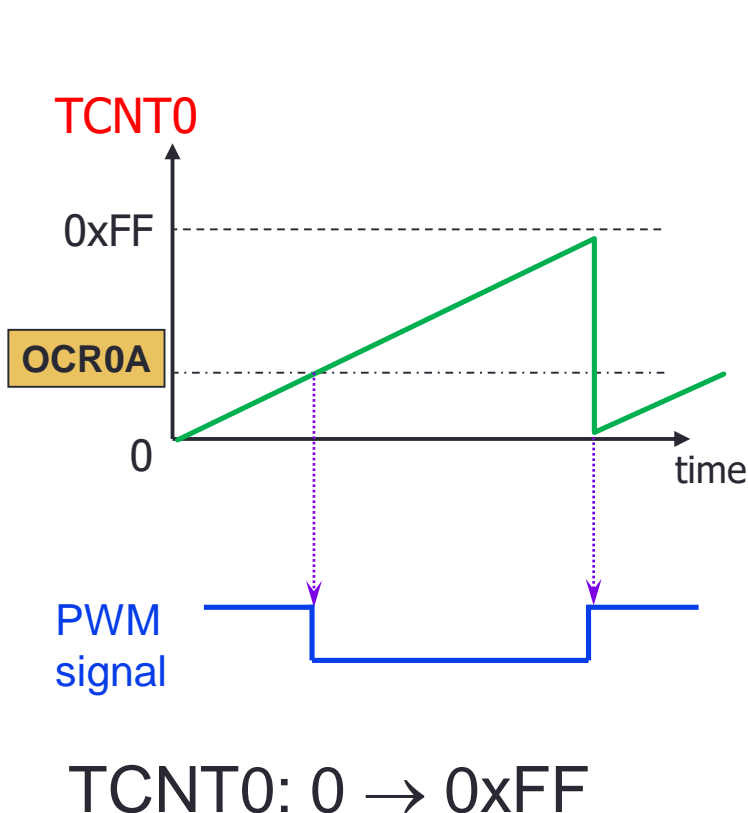 TCNT0
0xFF
OCR0A
0
time
PWM
signal
TCNT0: 0 → 0xFF